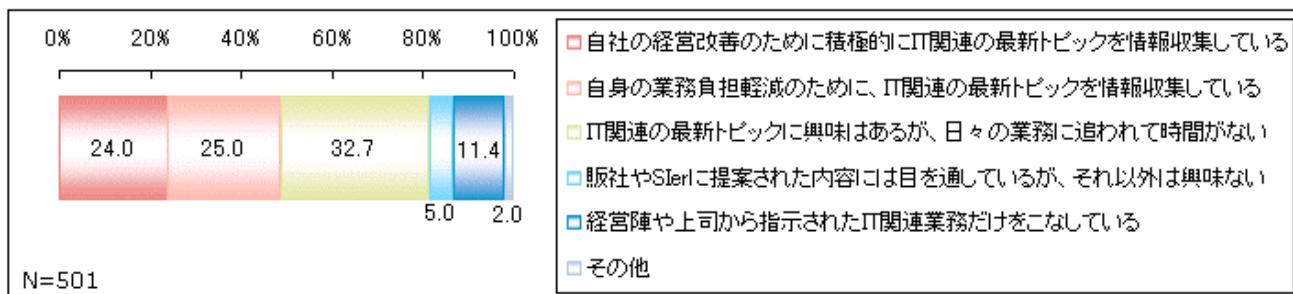 0% 20% 40% 60% 80% 100%
24.0 25.0 32.7 11.4
5.0 2.0
N=501
自社の経営改善のために積極的にIT関連の最新トピックを情報収集している
自身の業務負担軽減のために、IT関連の最新トピックを情報収集している
IT関連の最新トピックに興味はあるが、日々の業務に追われて時間がない
販社やSIerに提案された内容には目を通しているが、それ以外は興味ない
経営陣や上司から指示されたIT関連業務だけをこなしている
その他